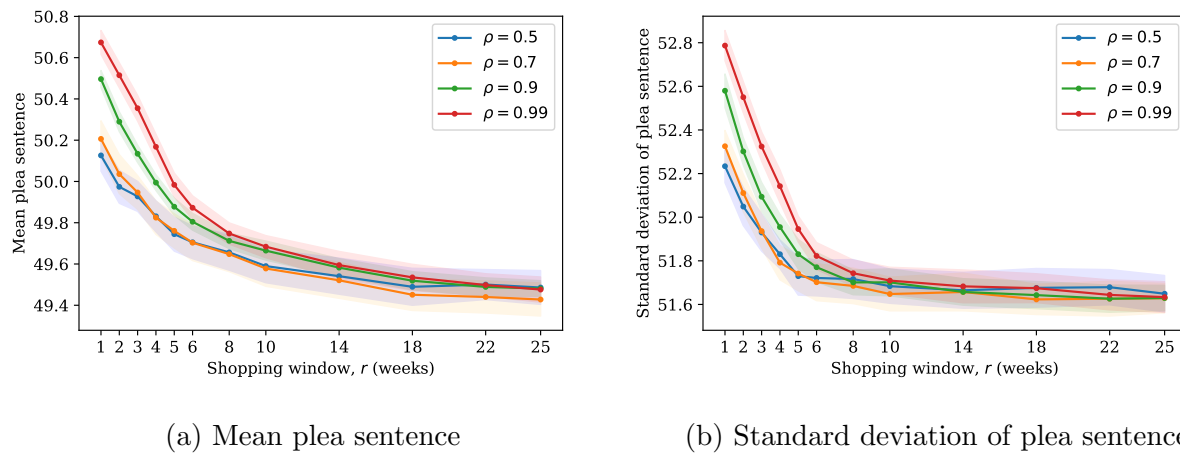 50.8
50.6
50.4
50.2
50.0
49.8
49.6
49.4
Mean plea sentence
ρ = 0.5
ρ = 0.7
ρ = 0.9
ρ = 0.99
1 2 3 4 5 6 8 10 14 18 22 25
Shopping window, r (weeks)
(a) Mean plea sentence
52.8
52.6
52.4
52.2
52.0
51.8
51.6
Standard deviation of plea sentence
ρ = 0.5
ρ = 0.7
ρ = 0.9
ρ = 0.99
1 2 3 4 5 6 8 10 14 18 22 25
Shopping window, r (weeks)
(b) Standard deviation of plea sentence